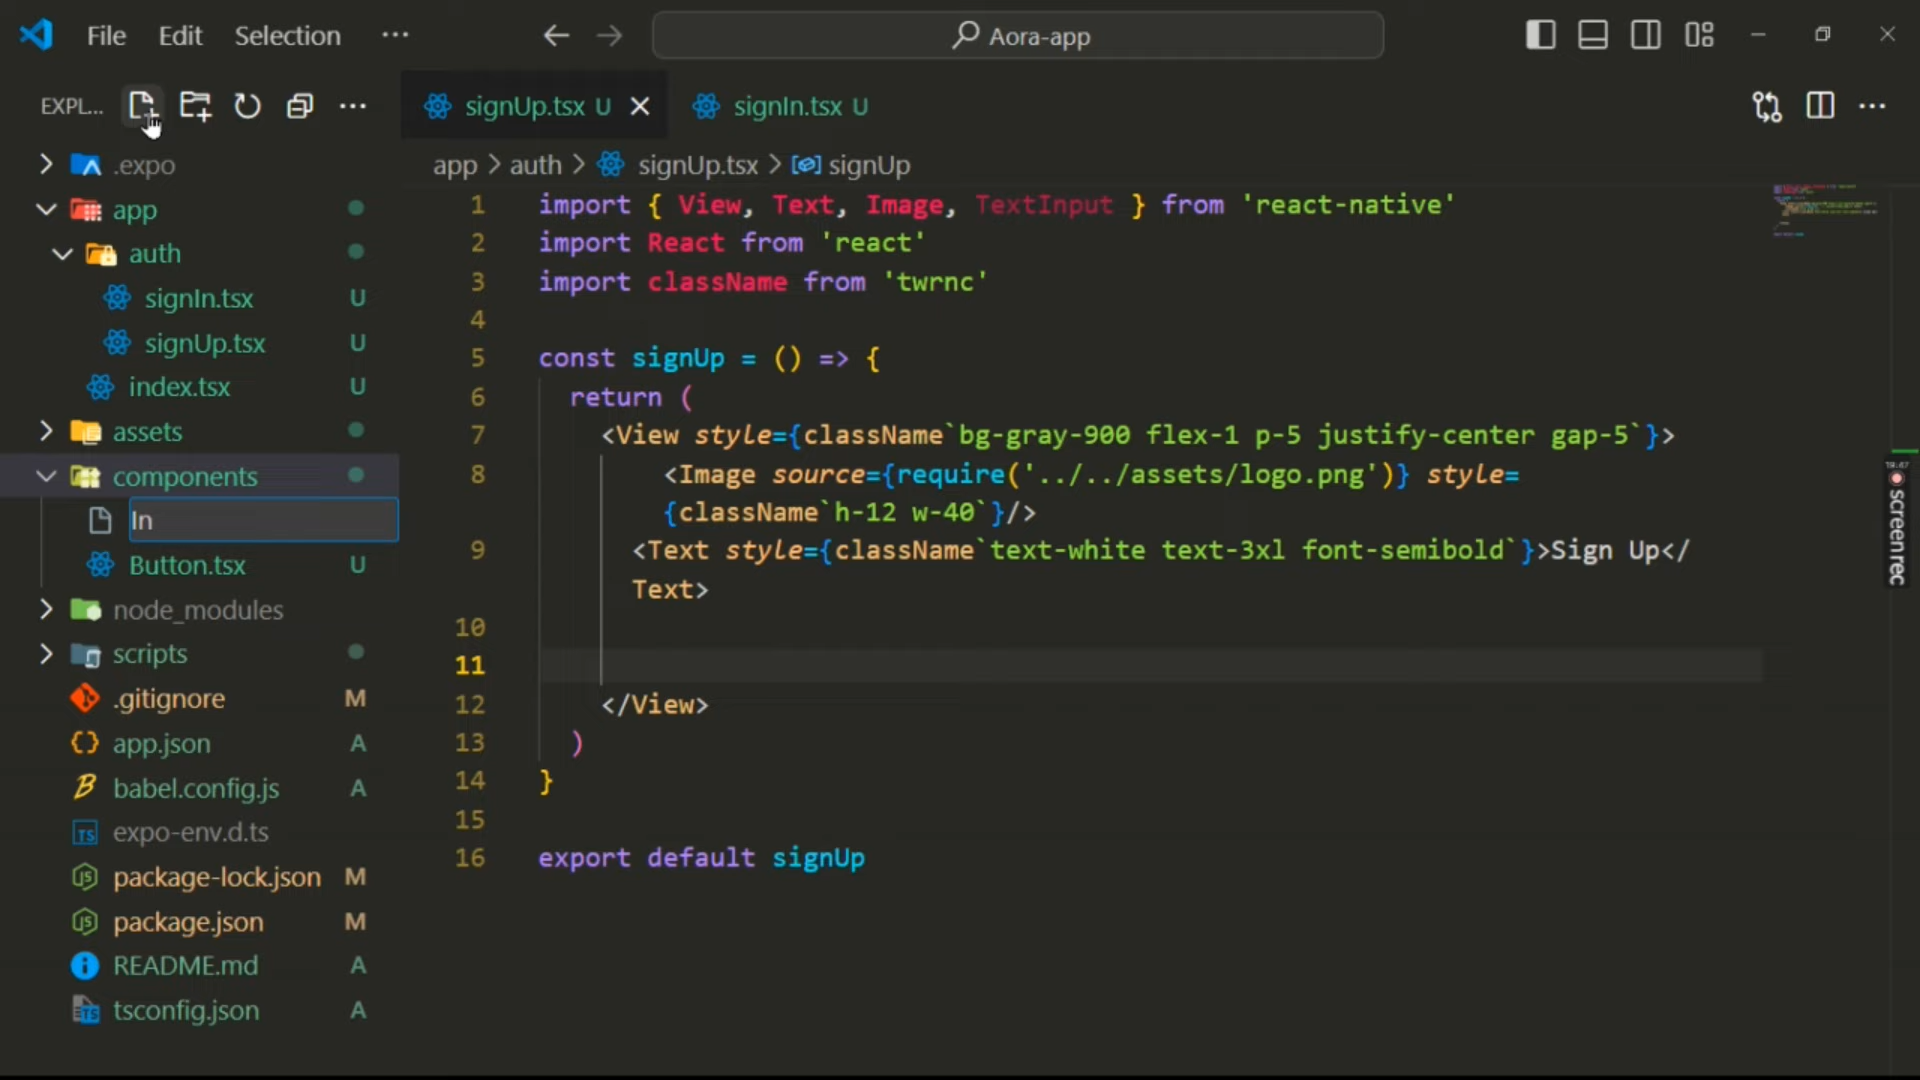 File Edit Selection ··· Aora-app
EXPL... ···
signUp.tsx U signIn.tsx U ···
.expo
app
auth
signIn.tsx U
signUp.tsx U
index.tsx U
assets
components
In
Button.tsx U
node_modules
scripts
.gitignore M
app.json A
babel.config.js A
expo-env.d.ts
package-lock.json M
package.json M
README.md A
tsconfig.json A
app > auth > signUp.tsx > signUp
1 import { View, Text, Image, TextInput } from 'react-native'
2 import React from 'react'
3 import className from 'twrnc'
4
5 const signUp = () => {
6 return (
7 <View style={className`bg-gray-900 flex-1 p-5 justify-center gap-5`}>
8 <Image source={require('../../assets/logo.png')} style=
{className`h-12 w-40`}/>
9 <Text style={className`text-white text-3xl font-semibold`}>Sign Up</
Text>
10
11
12 </View>
13 )
14 }
15
16 export default signUp
screenrec